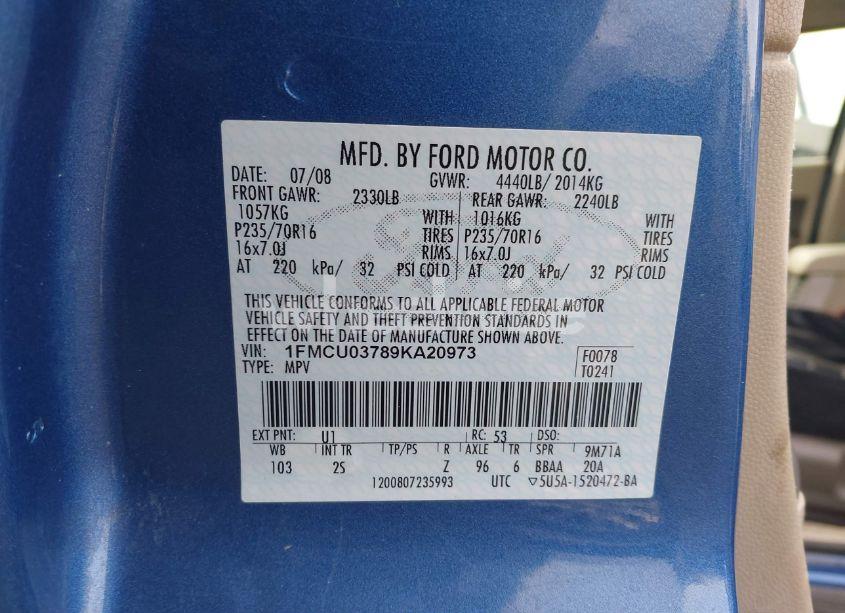 MFD. BY FORD MOTOR CO.
DATE: 07/08 GVWR: 4440LB/ 2014KG
FRONT GAWR: 2330LB REAR GAWR: 2240LB
1057KG WITH 1016KG WITH
P235/70R16 TIRES P235/70R16 TIRES
16x7.0J RIMS 16x7.0J RIMS
AT 220 kPa/ 32 PSI COLD AT 220 kPa/ 32 PSI COLD
THIS VEHICLE CONFORMS TO ALL APPLICABLE FEDERAL MOTOR
VEHICLE SAFETY AND THEFT PREVENTION STANDARDS IN
EFFECT ON THE DATE OF MANUFACTURE SHOWN ABOVE.
VIN: 1FMCU03789KA20973 F0078
TYPE: MPV T0241
EXT PNT: U1 RC: 53 DSO:
WB INT TR TP/PS R AXLE TR SPR 9M71A
103 2S Z 96 6 BBAA 20A
1200807235993 UTC ▽5U5A-1520472-BA